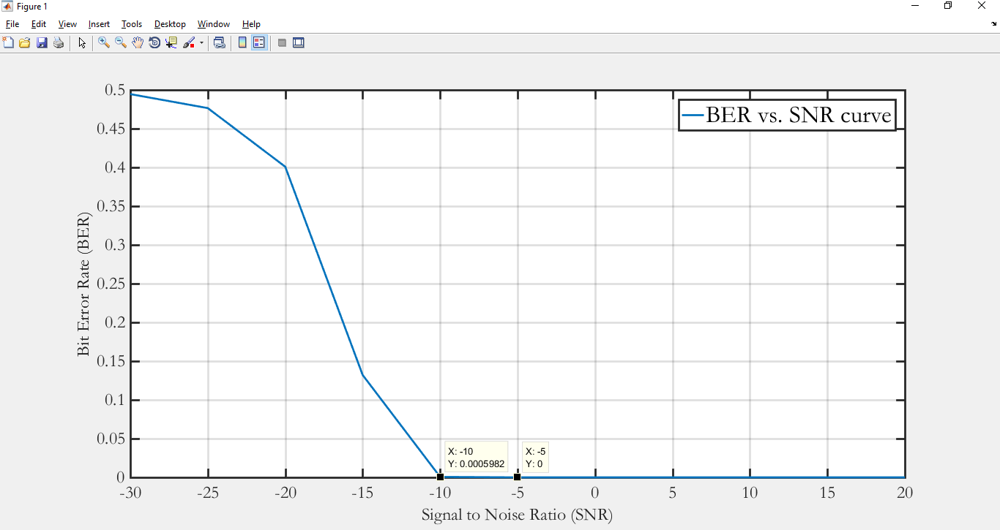 Figure 1
File Edit View Insert Tools Desktop Window Help
BER vs. SNR curve
Bit Error Rate (BER)
0.5
0.45
0.4
0.35
0.3
0.25
0.2
0.15
0.1
0.05
0
X: -10
Y: 0.0005982
X: -5
Y: 0
-30 -25 -20 -15 -10 -5 0 5 10 15 20
Signal to Noise Ratio (SNR)